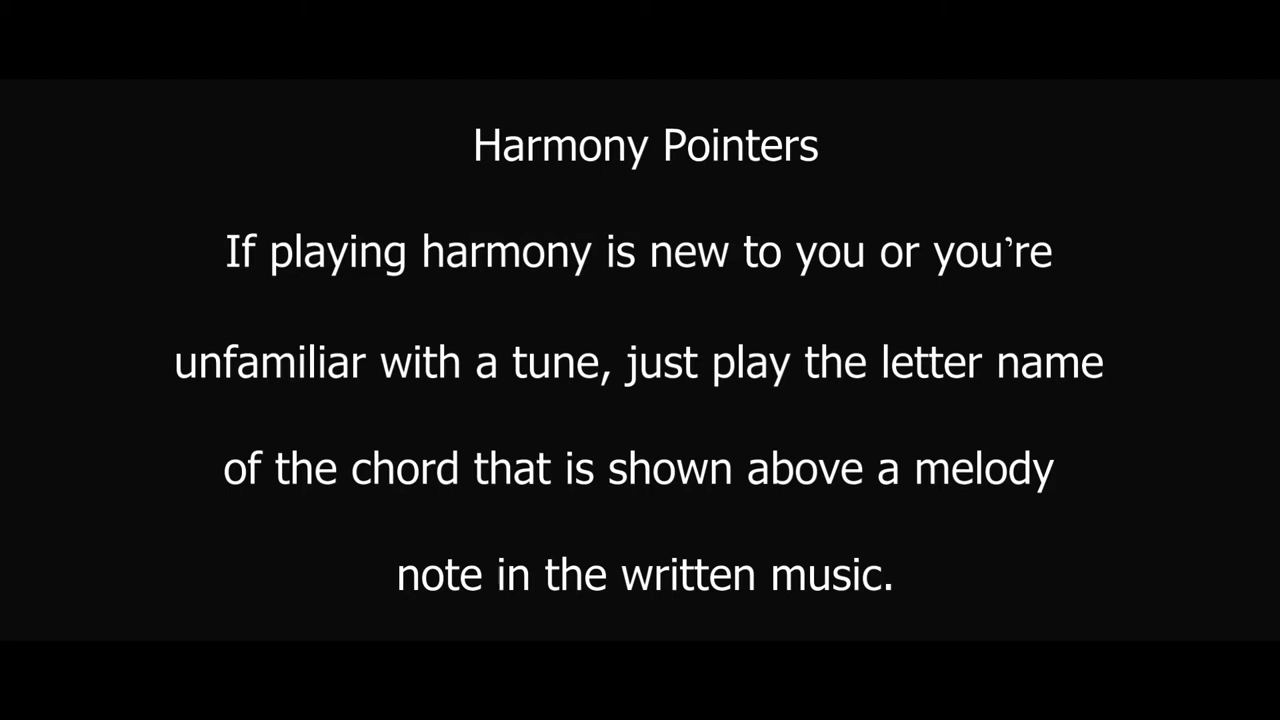 Harmony Pointers
If playing harmony is new to you or you’re
unfamiliar with a tune, just play the letter name
of the chord that is shown above a melody
note in the written music.